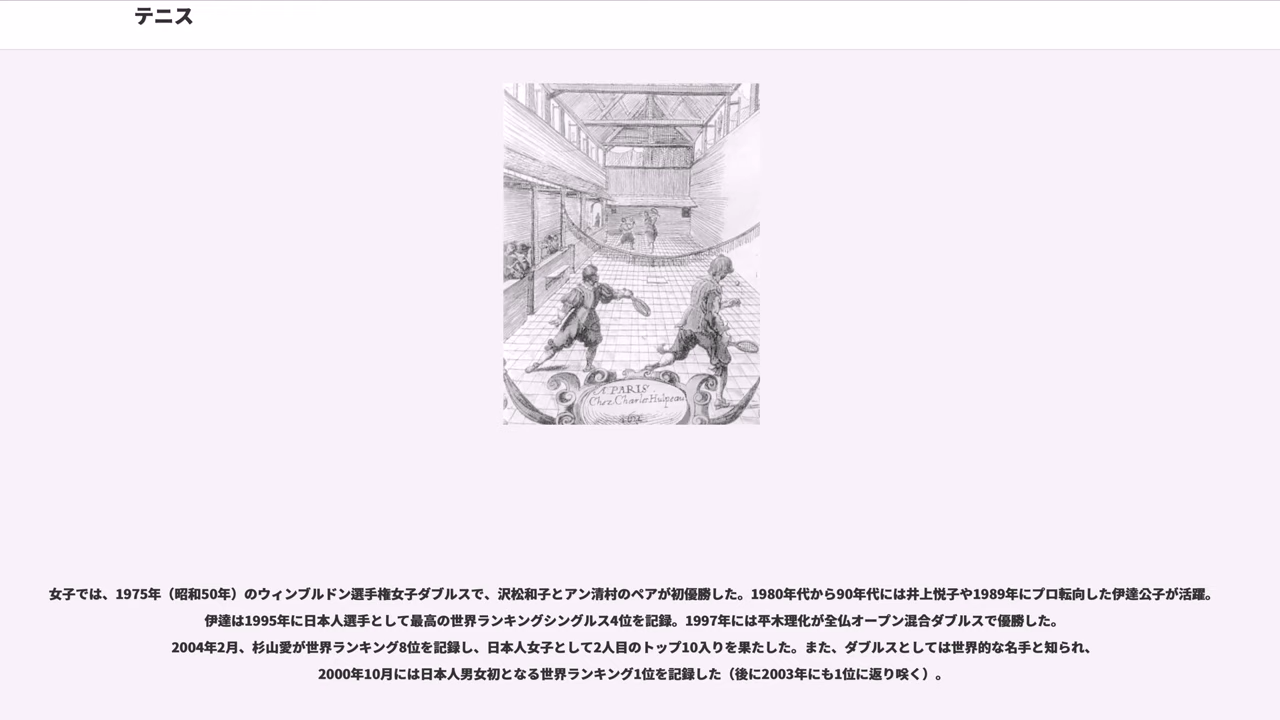 テニス
A PARIS
Chez Charles Hulpeau
女子では、1975年（昭和50年）のウィンブルドン選手権女子ダブルスで、沢松和子とアン清村のペアが初優勝した。1980年代から90年代には井上悦子や1989年にプロ転向した伊達公子が活躍。
伊達は1995年に日本人選手として最高の世界ランキングシングルス4位を記録。1997年には平木理化が全仏オープン混合ダブルスで優勝した。
2004年2月、杉山愛が世界ランキング8位を記録し、日本人女子として2人目のトップ10入りを果たした。また、ダブルスとしては世界的な名手と知られ、
2000年10月には日本人男女初となる世界ランキング1位を記録した（後に2003年にも1位に返り咲く）。